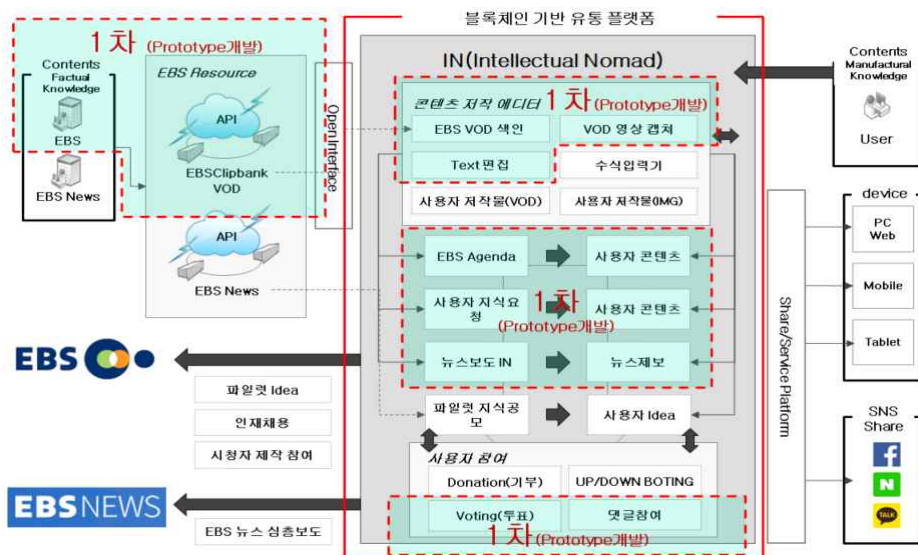 블록체인 기반 유통 플랫폼
1차 (Prototype개발)
Contents
Factual
Knowledge
EBS
EBS News
EBS Resource
API
EBSClipbank
VOD
API
EBS News
Open Interface
IN(Intellectual Nomad)
콘텐츠 저작 에디터
1차(Prototype개발)
EBS VOD 색인
VOD 영상 캡쳐
Text 편집
수식입력기
사용자 저작물(VOD)
사용자 저작물(IMG)
EBS Agenda
사용자 콘텐츠
사용자 지식요
청
사용자 콘텐츠
1차
(Prototype개발)
뉴스보도 IN
뉴스제보
파일럿 지식공
모
사용자 Idea
사용자 참여
Donation(기부)
UP/DOWN BOTING
Voting(투표)
댓글참여
1차(Prototype개발)
EBS
파일럿 Idea
인재채용
시청자 제작 참여
EBS NEWS
EBS 뉴스 심층보도
Contents
Manufactural
Knowledge
User
Share/Service Platform
device
PC
Web
Mobile
Tablet
SNS
Share
f
N
TALK